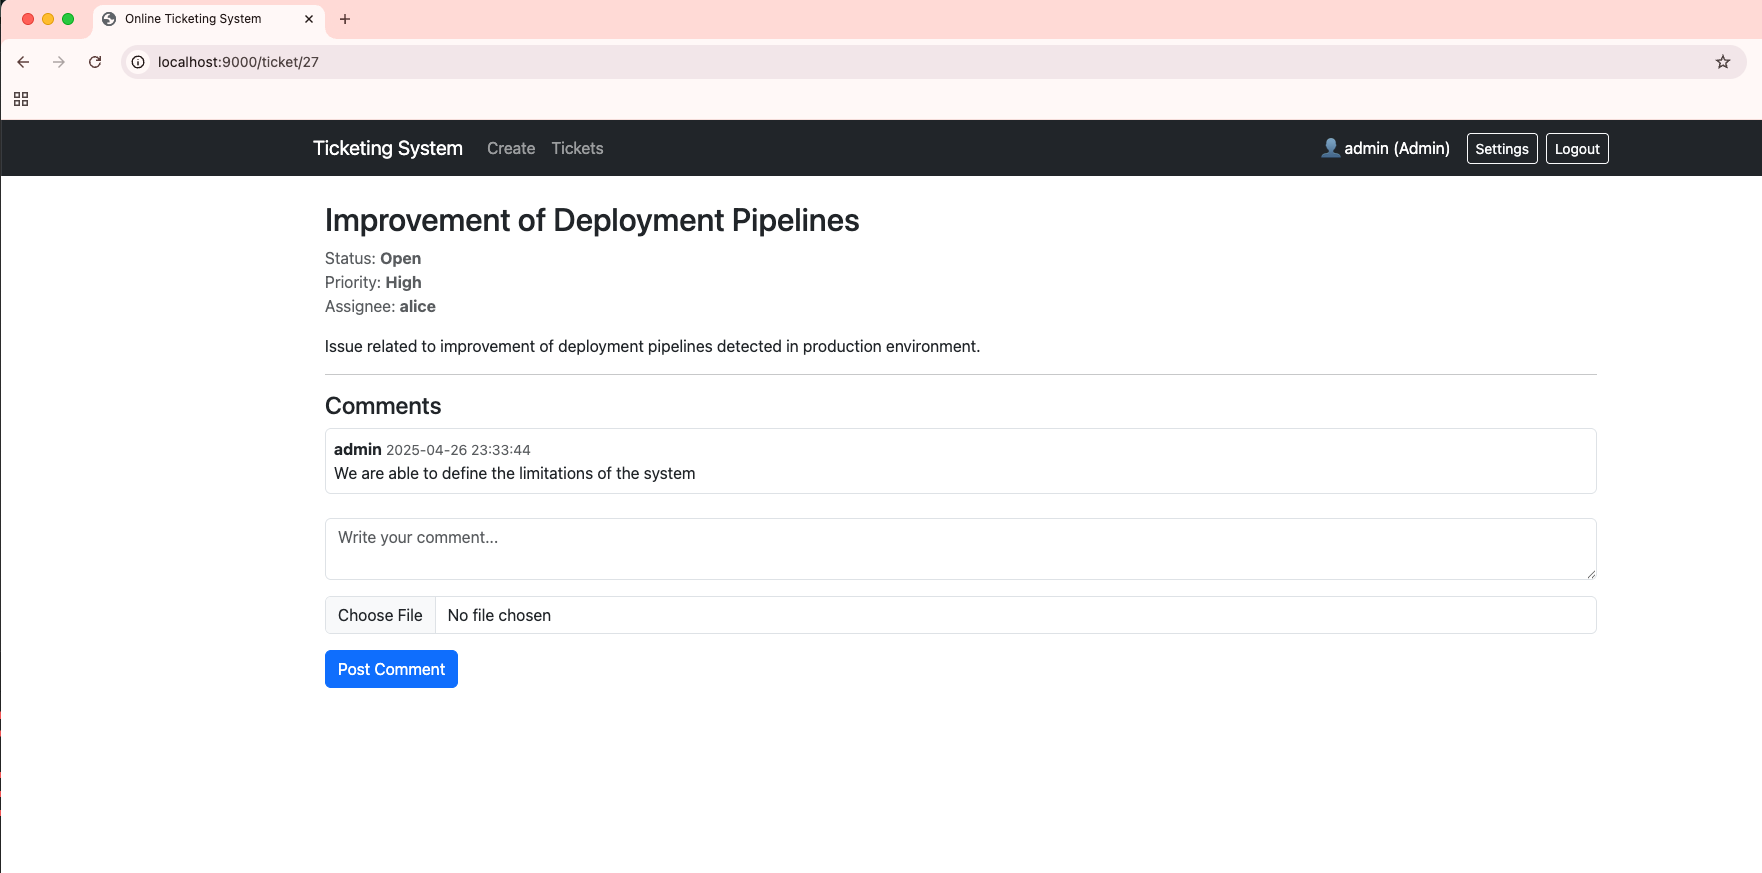 Online Ticketing System
localhost:9000/ticket/27
Ticketing System Create Tickets admin (Admin) Settings Logout
Improvement of Deployment Pipelines
Status: Open
Priority: High
Assignee: alice
Issue related to improvement of deployment pipelines detected in production environment.
Comments
admin 2025-04-26 23:33:44
We are able to define the limitations of the system
Write your comment...
Choose File No file chosen
Post Comment